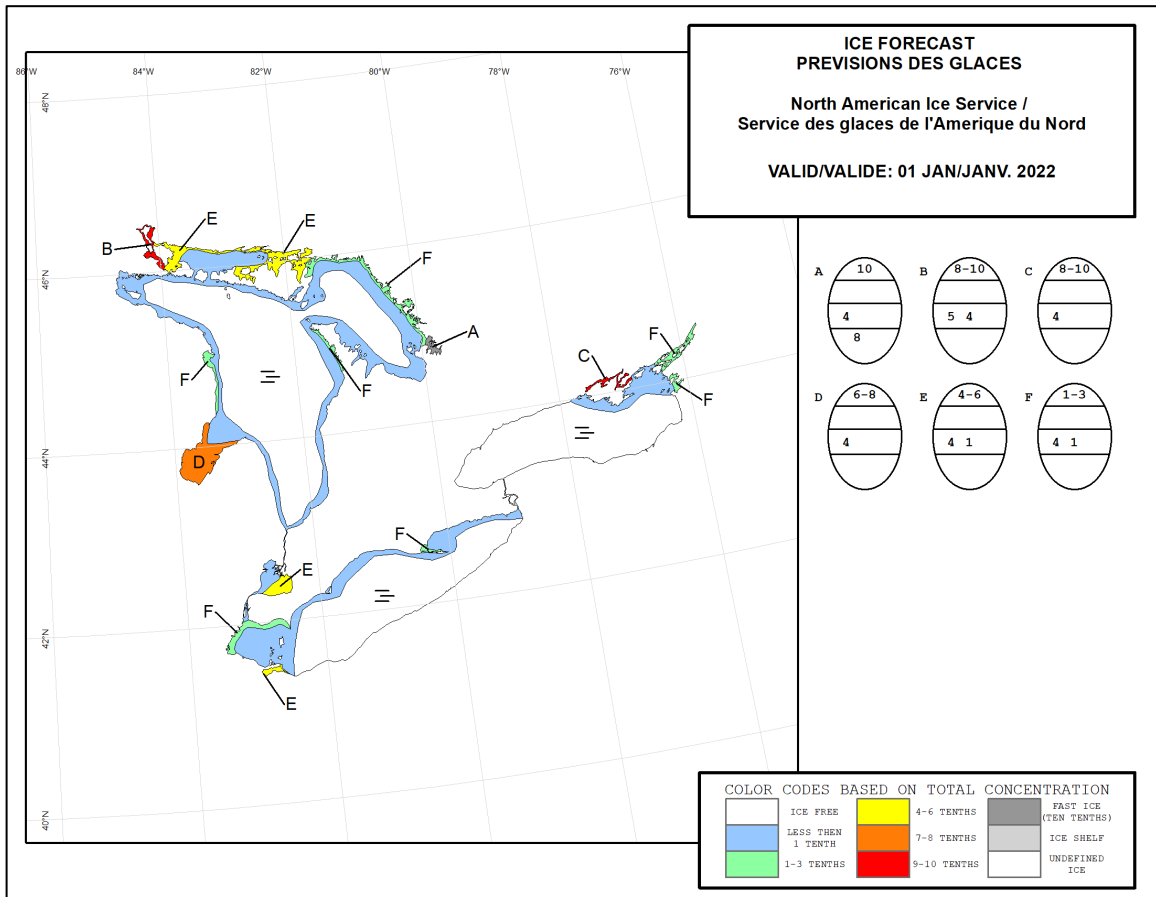 ICE FORECAST
PREVISIONS DES GLACES
North American Ice Service /
Service des glaces de l'Amerique du Nord
VALID/VALIDE: 01 JAN/JANV. 2022
86°W
84°W
82°W
80°W
78°W
76°W
48°N
46°N
44°N
42°N
40°N
B
E
E
F
A
F
F
C
F
F
D
F
E
F
E
A
10
4
8
B
8-10
5 4
C
8-10
4
D
6-8
4
E
4-6
4 1
F
1-3
4 1
COLOR CODES BASED ON TOTAL CONCENTRATION
ICE FREE
4-6 TENTHS
FAST ICE
(TEN TENTHS)
LESS THEN
1 TENTH
7-8 TENTHS
ICE SHELF
1-3 TENTHS
9-10 TENTHS
UNDEFINED
ICE